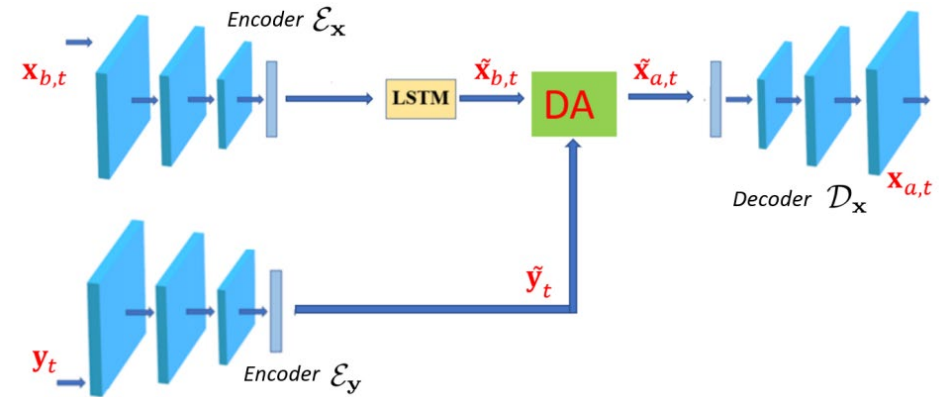 Encoder ℰ𝐱
𝐱b,t
LSTM
𝐱̃b,t
DA
𝐱̃a,t
𝐱a,t
Decoder 𝒟𝐱
𝐲̃t
𝐲t
Encoder ℰ𝐲